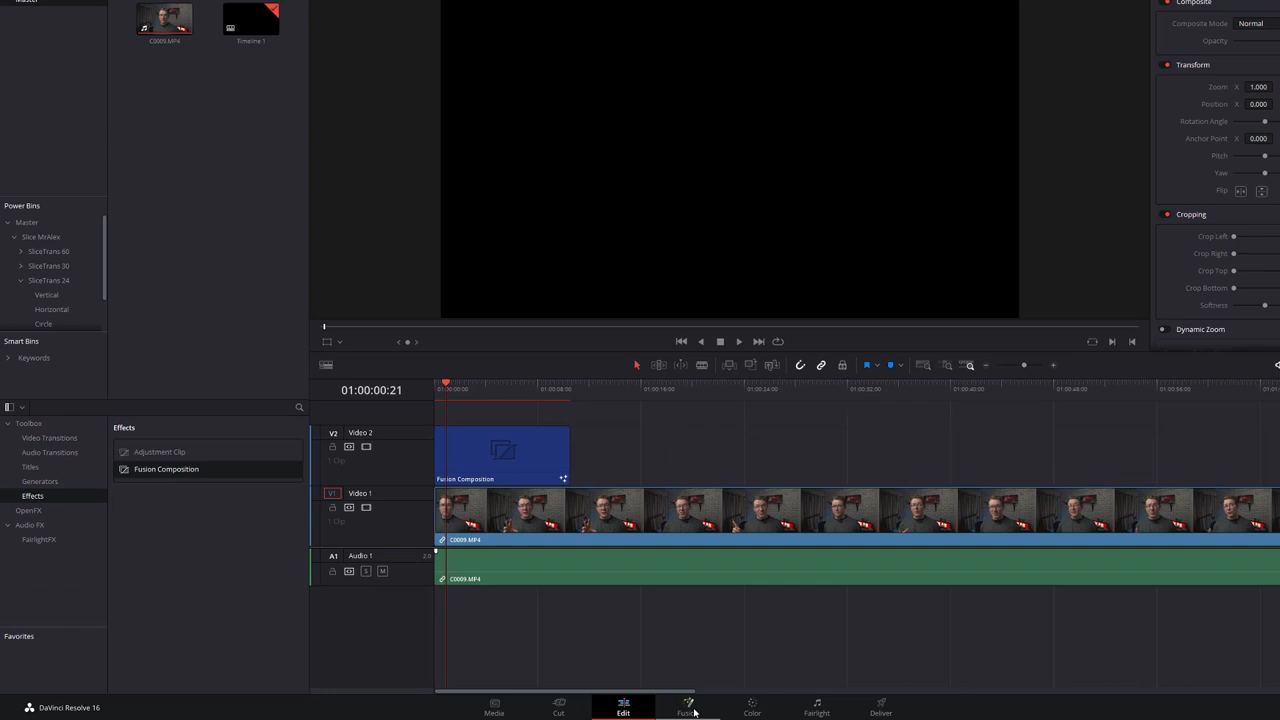 Master
C0009.MP4
Timeline 1
Composite
Composite Mode
Normal
Opacity
Transform
Zoom X 1.000
Position X 0.000
Rotation Angle
Anchor Point X 0.000
Pitch
Yaw
Flip
Cropping
Crop Left
Crop Right
Crop Top
Crop Bottom
Softness
Dynamic Zoom
Power Bins
Master
Slice MrAlex
SliceTrans 60
SliceTrans 30
SliceTrans 24
Vertical
Horizontal
Circle
Smart Bins
Keywords
Toolbox
Video Transitions
Audio Transitions
Titles
Generators
Effects
OpenFX
Audio FX
FairlightFX
Favorites
Effects
Adjustment Clip
Fusion Composition
01:00:00:21
01:00:00:00
01:00:08:00
01:00:16:00
01:00:24:00
01:00:32:00
01:00:40:00
01:00:48:00
01:00:56:00
V2 Video 2
1 Clip
Fusion Composition
V1 Video 1
1 Clip
C0009.MP4
A1 Audio 1 2.0
S M
C0009.MP4
DaVinci Resolve 16
Media
Cut
Edit
Fusion
Color
Fairlight
Deliver